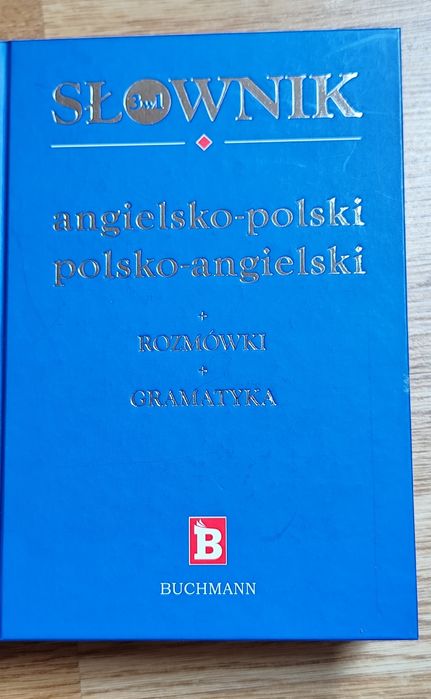 SŁOWNIK
3w1
angielsko-polski
polsko-angielski
+
ROZMÓWKI
+
GRAMATYKA
B
BUCHMANN